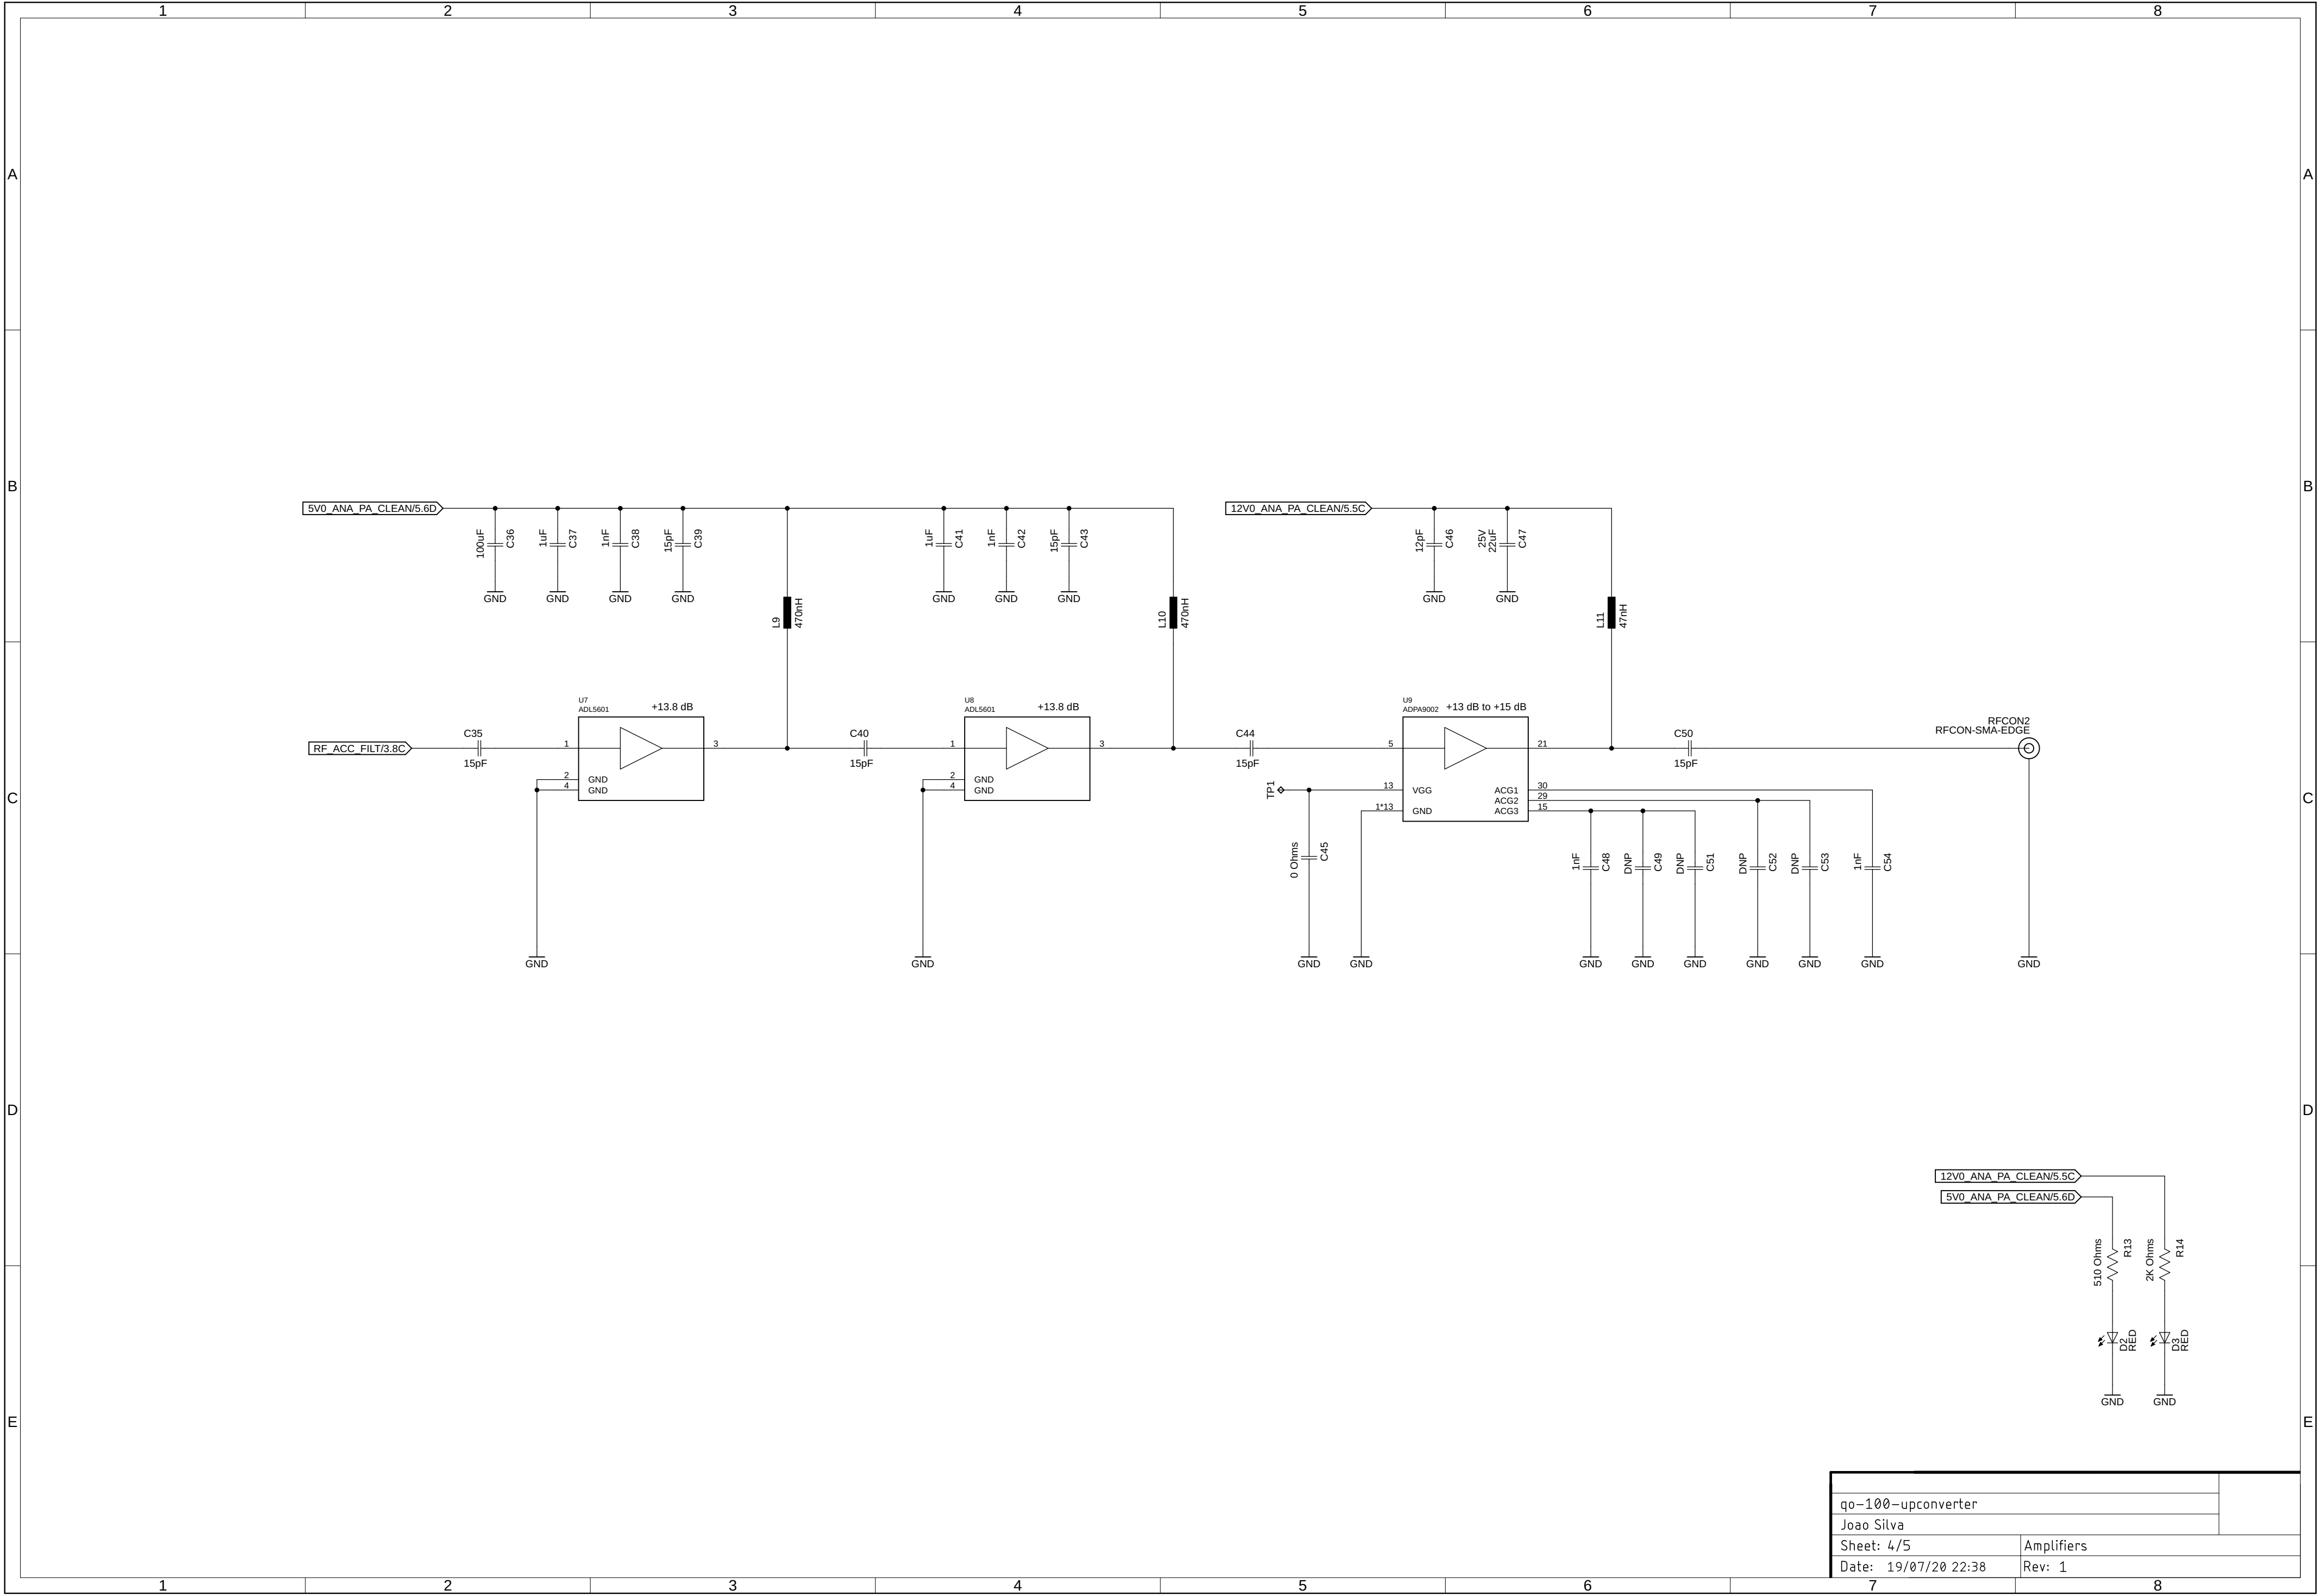 1 2 3 4 5 6 7 8
A A
B B
5V0_ANA_PA_CLEAN/5.6D
100uF C36
1uF C37
1nF C38
15pF C39
1uF C41
1nF C42
15pF C43
12V0_ANA_PA_CLEAN/5.5C
12pF C46
25V
22uF C47
GND GND GND GND GND GND GND GND GND
L9 470nH
L10 470nH
L11 47nH
U7
ADL5601 +13.8 dB
U8
ADL5601 +13.8 dB
U9
ADPA9002 +13 dB to +15 dB
RFCON2
RFCON-SMA-EDGE
RF_ACC_FILT/3.8C
C35
15pF
1 3
2 GND
4 GND
C40
15pF
1 3
2 GND
4 GND
C44
15pF
5 21
TP1
13 VGG ACG1 30
ACG2 29
1*13 GND ACG3 15
C50
15pF
C C
0 Ohms C45
1nF C48
DNP C49
DNP C51
DNP C52
DNP C53
1nF C54
GND GND GND GND GND GND GND GND GND GND GND
D D
12V0_ANA_PA_CLEAN/5.5C
5V0_ANA_PA_CLEAN/5.6D
510 Ohms R13
2K Ohms R14
D2
RED
D3
RED
GND GND
E E
qo-100-upconverter
Joao Silva
Sheet: 4/5 Amplifiers
Date: 19/07/20 22:38 Rev: 1
1 2 3 4 5 6 7 8